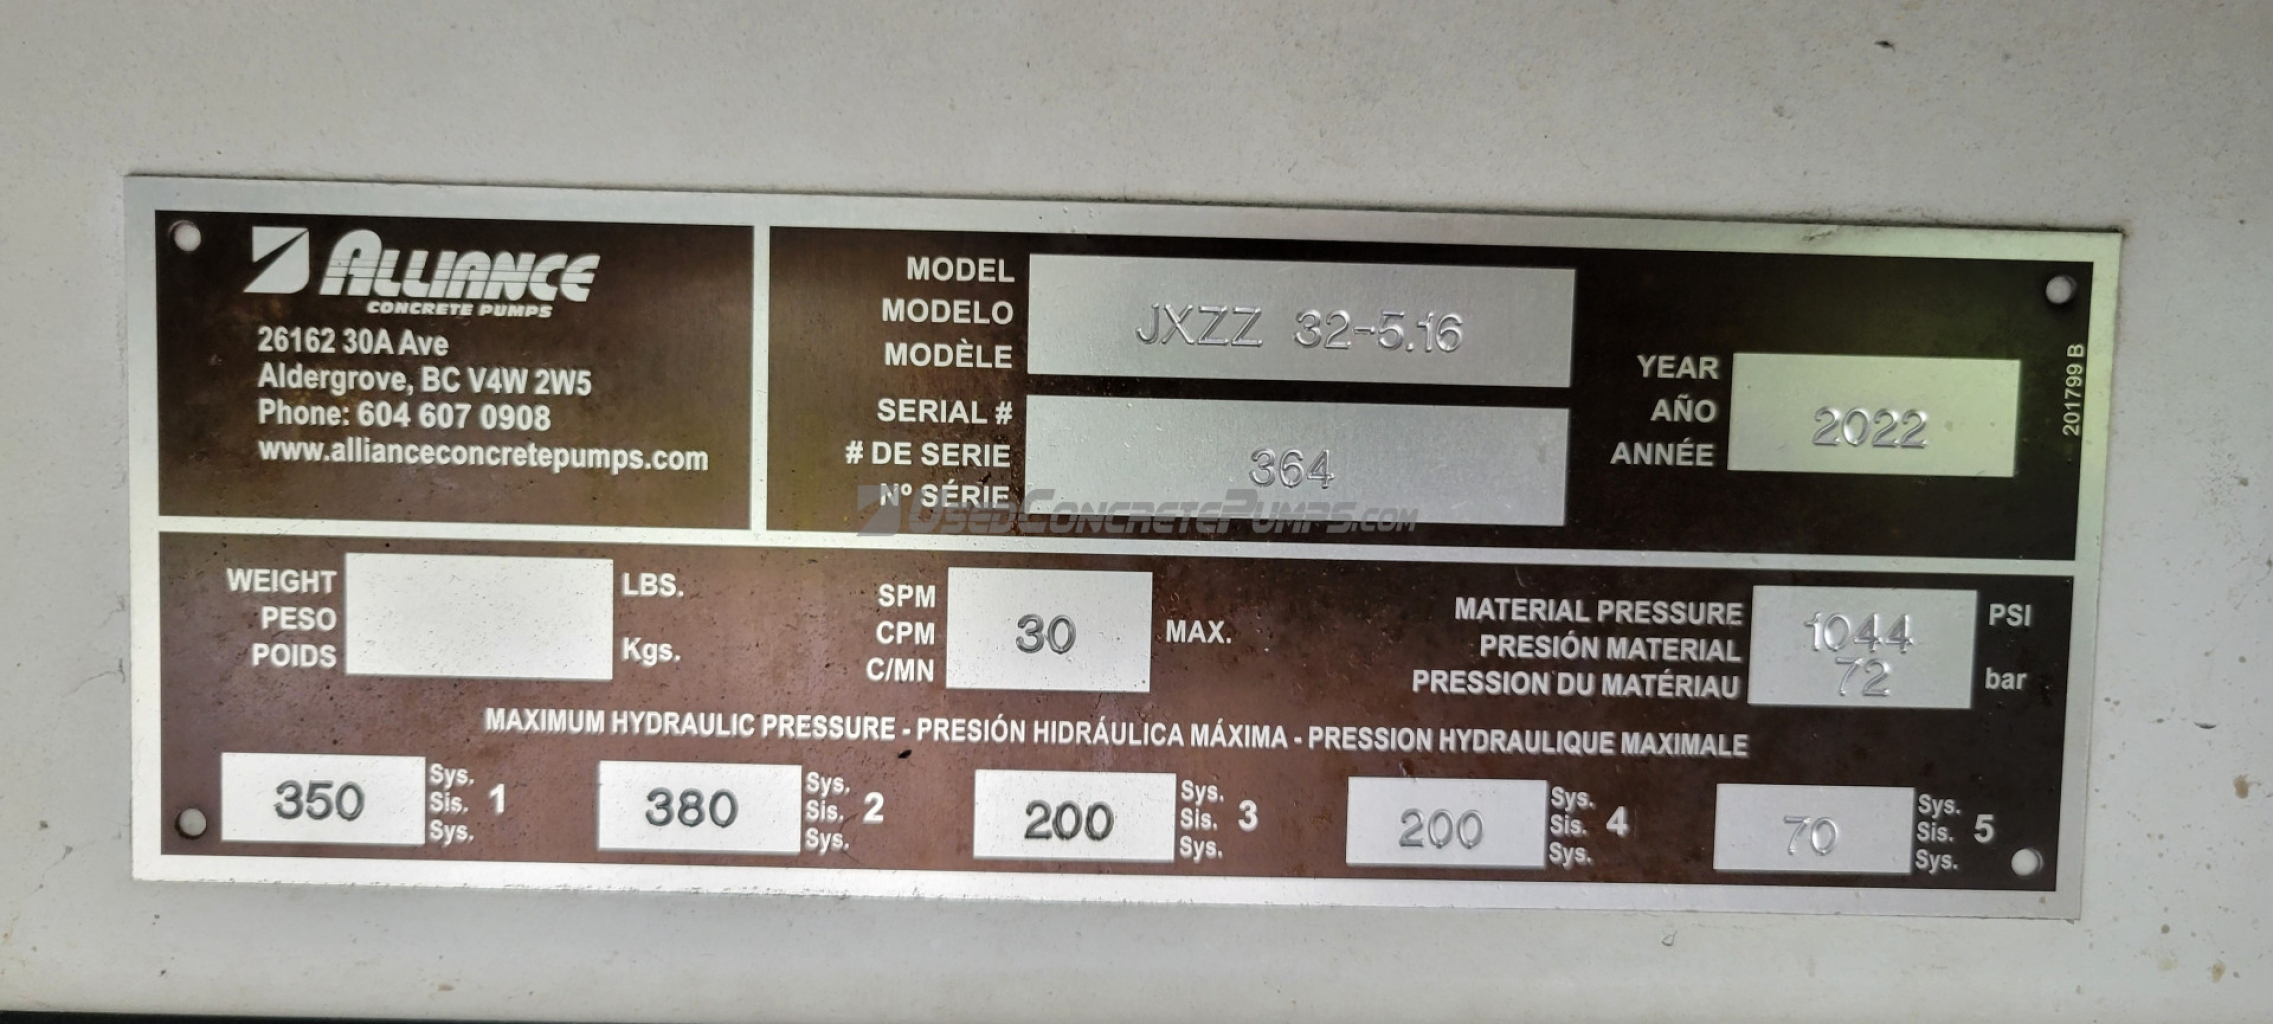 ALLIANCE
CONCRETE PUMPS
26162 30A Ave
Aldergrove, BC V4W 2W5
Phone: 604 607 0908
www.allianceconcretepumps.com
MODEL
MODELO
MODÈLE
JXZZ 32-5.16
SERIAL #
# DE SERIE
Nº SÉRIE
364
YEAR
AÑO
ANNÉE
2022
201799 B
USEDCONCRETEPUMPS.COM
WEIGHT
PESO
POIDS
LBS.
Kgs.
SPM
CPM
C/MN
30
MAX.
MATERIAL PRESSURE
PRESIÓN MATERIAL
PRESSION DU MATÉRIAU
1044 PSI
72 bar
MAXIMUM HYDRAULIC PRESSURE - PRESIÓN HIDRÁULICA MÁXIMA - PRESSION HYDRAULIQUE MAXIMALE
350
Sys.
Sis. 1
Sys.
380
Sys.
Sis. 2
Sys.
200
Sys.
Sis. 3
Sys.
200
Sys.
Sis. 4
Sys.
70
Sys.
Sis. 5
Sys.